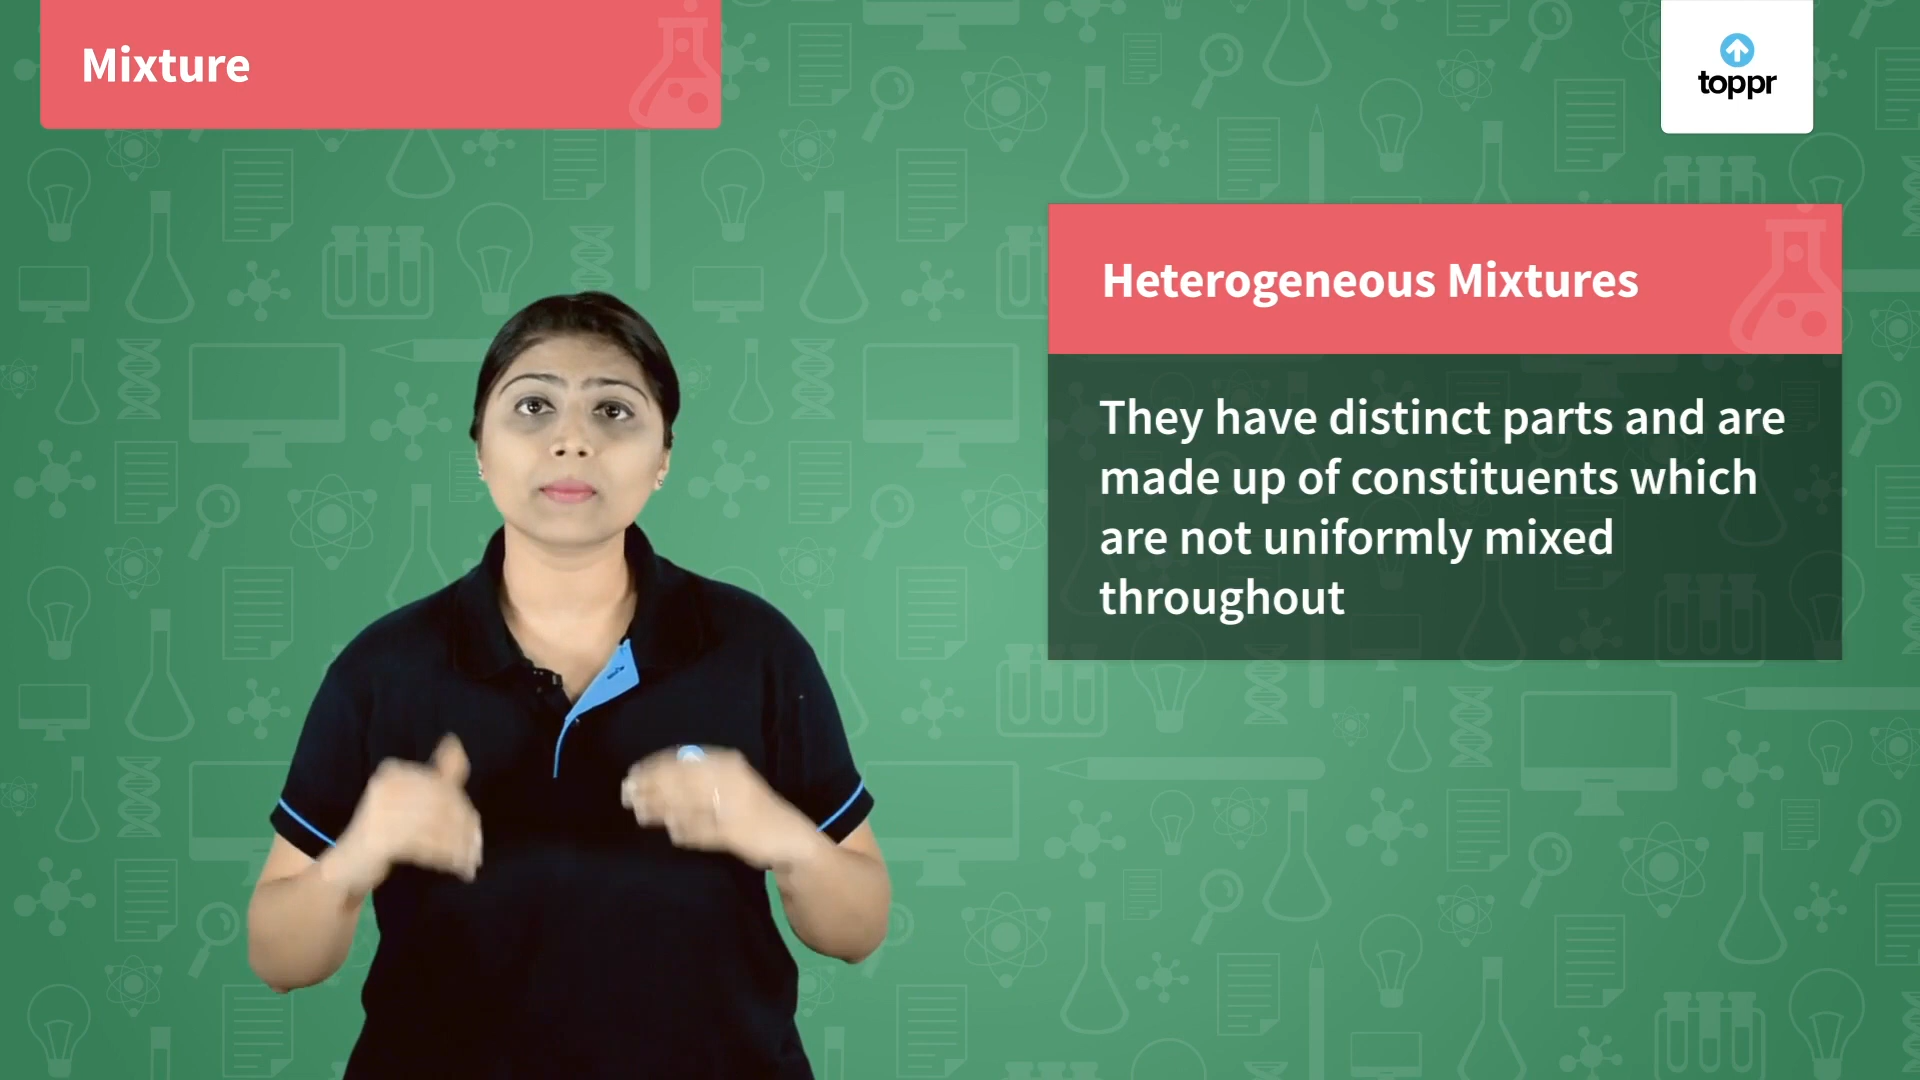 Mixture
toppr
Heterogeneous Mixtures
They have distinct parts and are
made up of constituents which
are not uniformly mixed
throughout